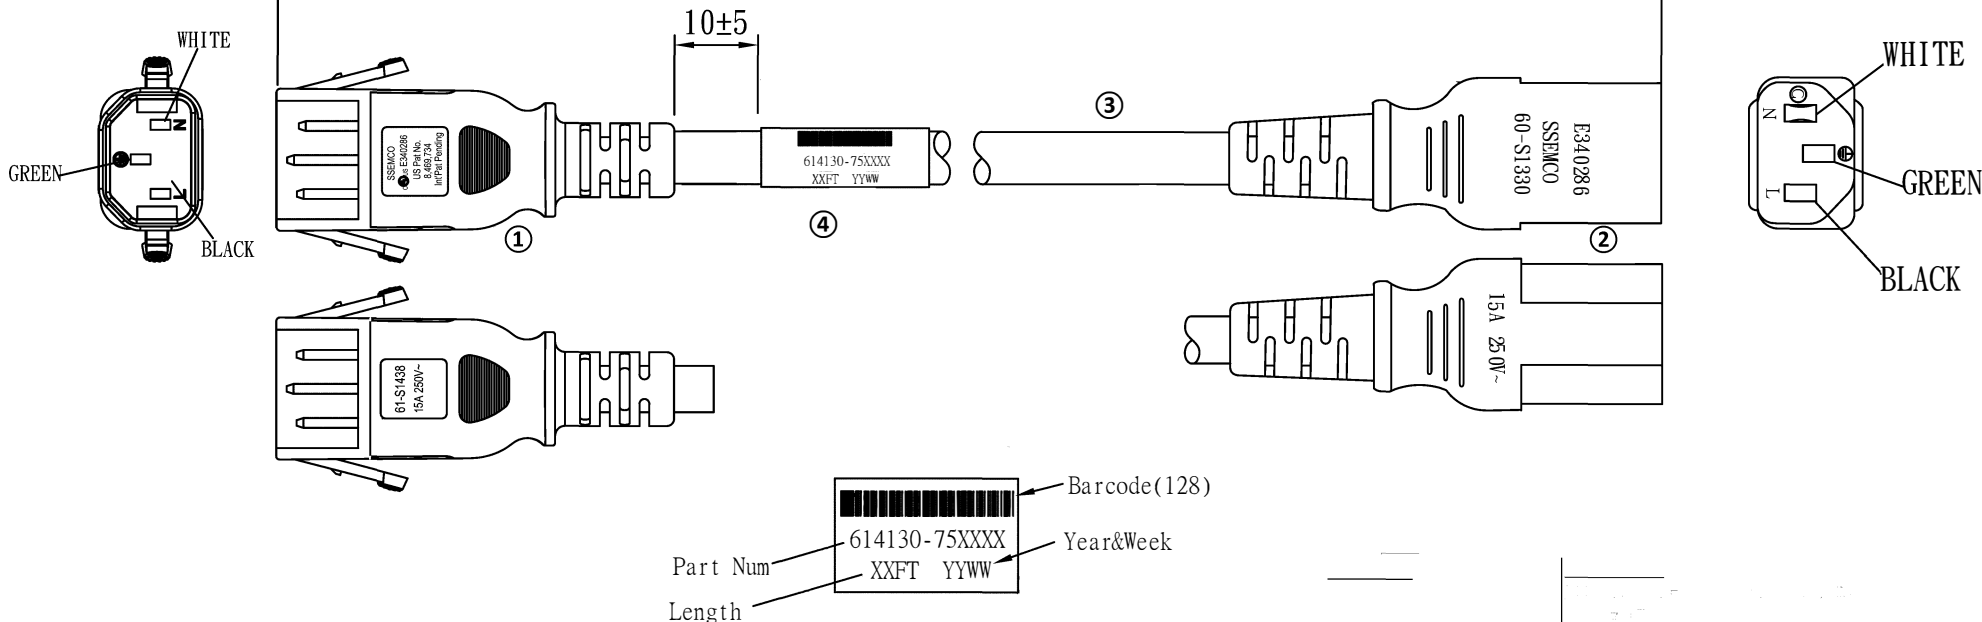 10±5
WHITE
GREEN
BLACK
N
L
SSEMCO
c US E340286
US Pat No.
8,469,734
Int'Pat Pending
①
614130-75XXXX
XXFT YYWW
④
③
E340286
SSEMCO
60-S1330
②
WHITE
GREEN
BLACK
N
L
61-S1438
15A 250V~
15A 250V~
Barcode(128)
614130-75XXXX
XXFT YYWW
Year&Week
Part Num
Length